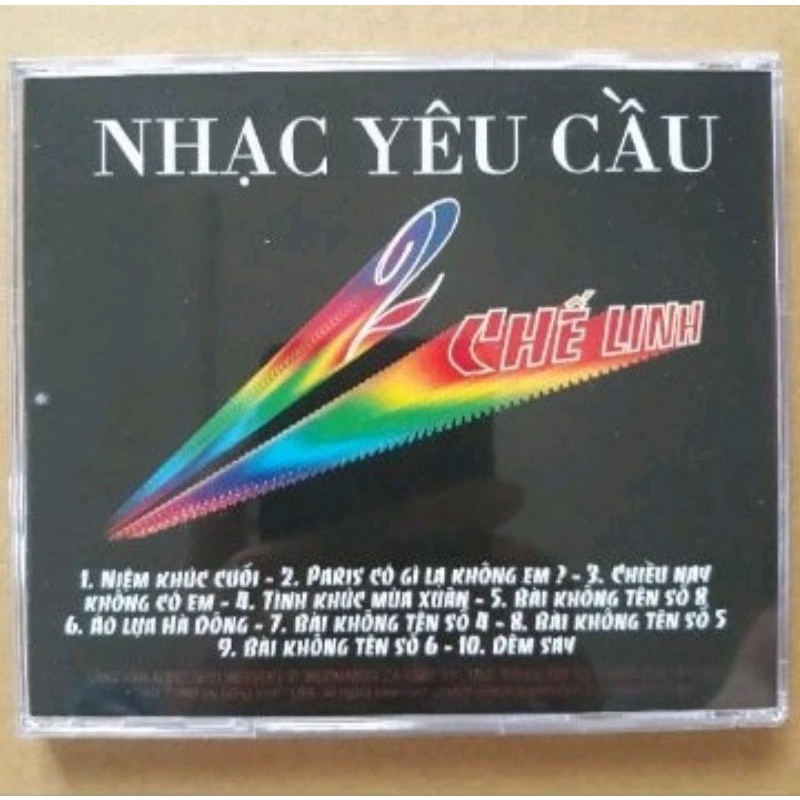 NHẠC YÊU CẦU
2
CHẾ LINH
1. NIỆM KHÚC CUỐI - 2. PARIS CÓ GÌ LẠ KHÔNG EM ? - 3. CHIỀU NAY
KHÔNG CÓ EM - 4. TÌNH KHÚC MÙA XUÂN - 5. BÀI KHÔNG TÊN SỐ 8
6. ÁO LỤA HÀ ĐÔNG - 7. BÀI KHÔNG TÊN SỐ 4 - 8. BÀI KHÔNG TÊN SỐ 5
9. BÀI KHÔNG TÊN SỐ 6 - 10. ĐÊM SAY